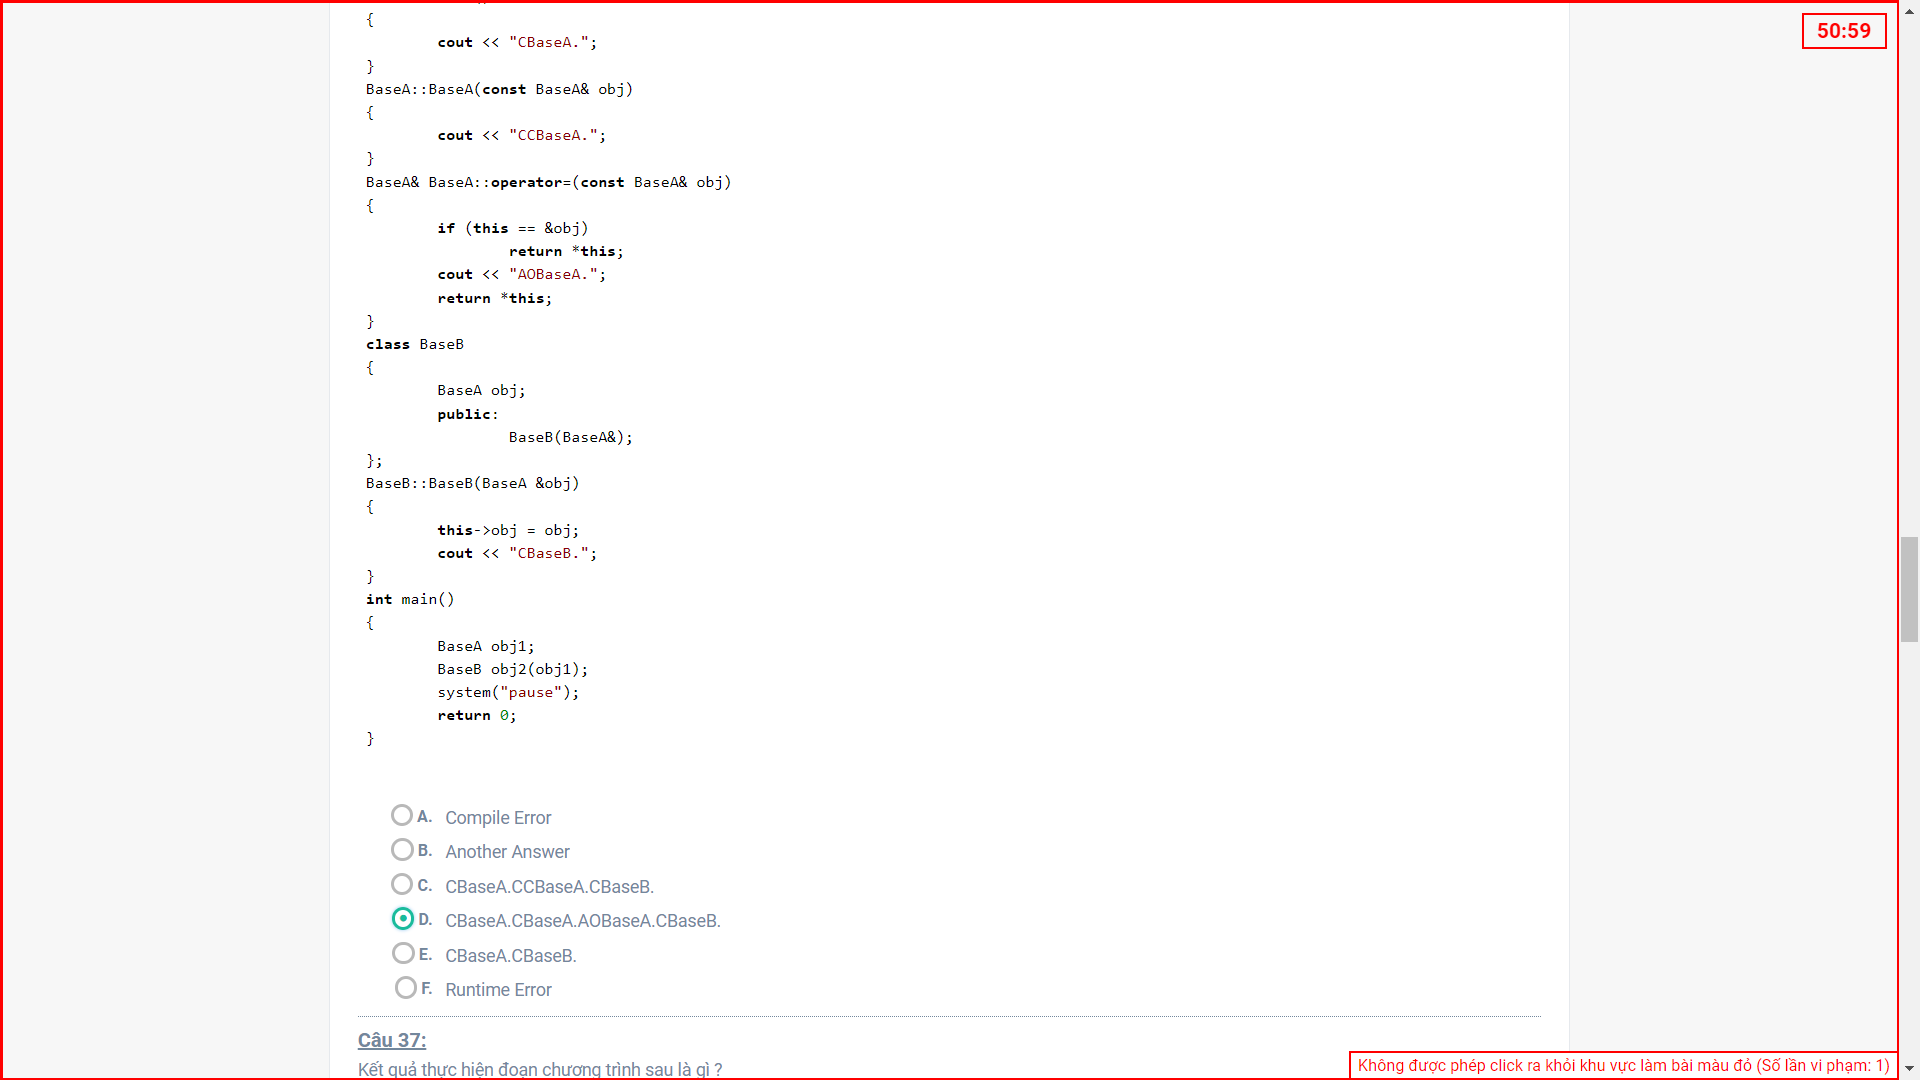 {
cout << "CBaseA.";
}
BaseA::BaseA(const BaseA& obj)
{
cout << "CCBaseA.";
}
BaseA& BaseA::operator=(const BaseA& obj)
{
if (this == &obj)
return *this;
cout << "AOBaseA.";
return *this;
}
class BaseB
{
BaseA obj;
public:
BaseB(BaseA&);
};
BaseB::BaseB(BaseA &obj)
{
this->obj = obj;
cout << "CBaseB.";
}
int main()
{
BaseA obj1;
BaseB obj2(obj1);
system("pause");
return 0;
}
A. Compile Error
B. Another Answer
C. CBaseA.CCBaseA.CBaseB.
D. CBaseA.CBaseA.AOBaseA.CBaseB.
E. CBaseA.CBaseB.
F. Runtime Error
Câu 37:
Kết quả thực hiện đoạn chương trình sau là gì ?
50:59
Không được phép click ra khỏi khu vực làm bài màu đỏ (Số lần vi phạm: 1)